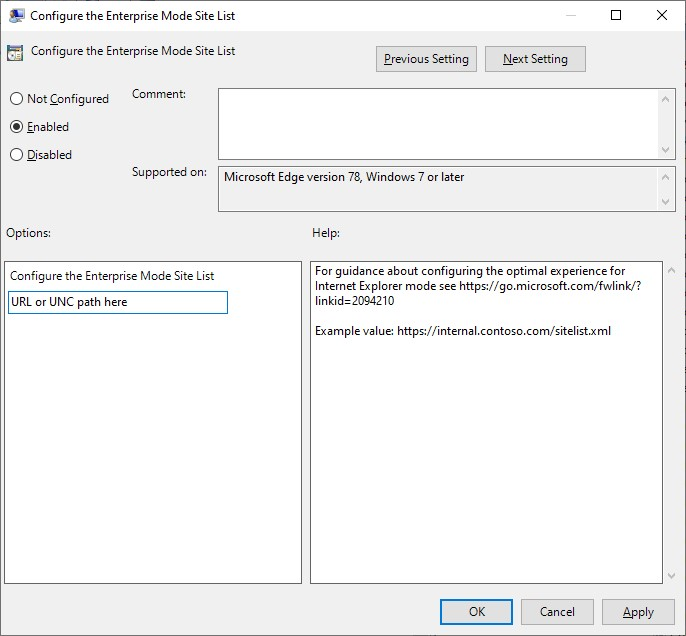 Configure the Enterprise Mode Site List
Configure the Enterprise Mode Site List
Previous Setting
Next Setting
Not Configured
Comment:
Enabled
Disabled
Supported on:
Microsoft Edge version 78, Windows 7 or later
Options:
Help:
Configure the Enterprise Mode Site List
URL or UNC path here
For guidance about configuring the optimal experience for
Internet Explorer mode see https://go.microsoft.com/fwlink/?
linkid=2094210
Example value: https://internal.contoso.com/sitelist.xml
OK
Cancel
Apply